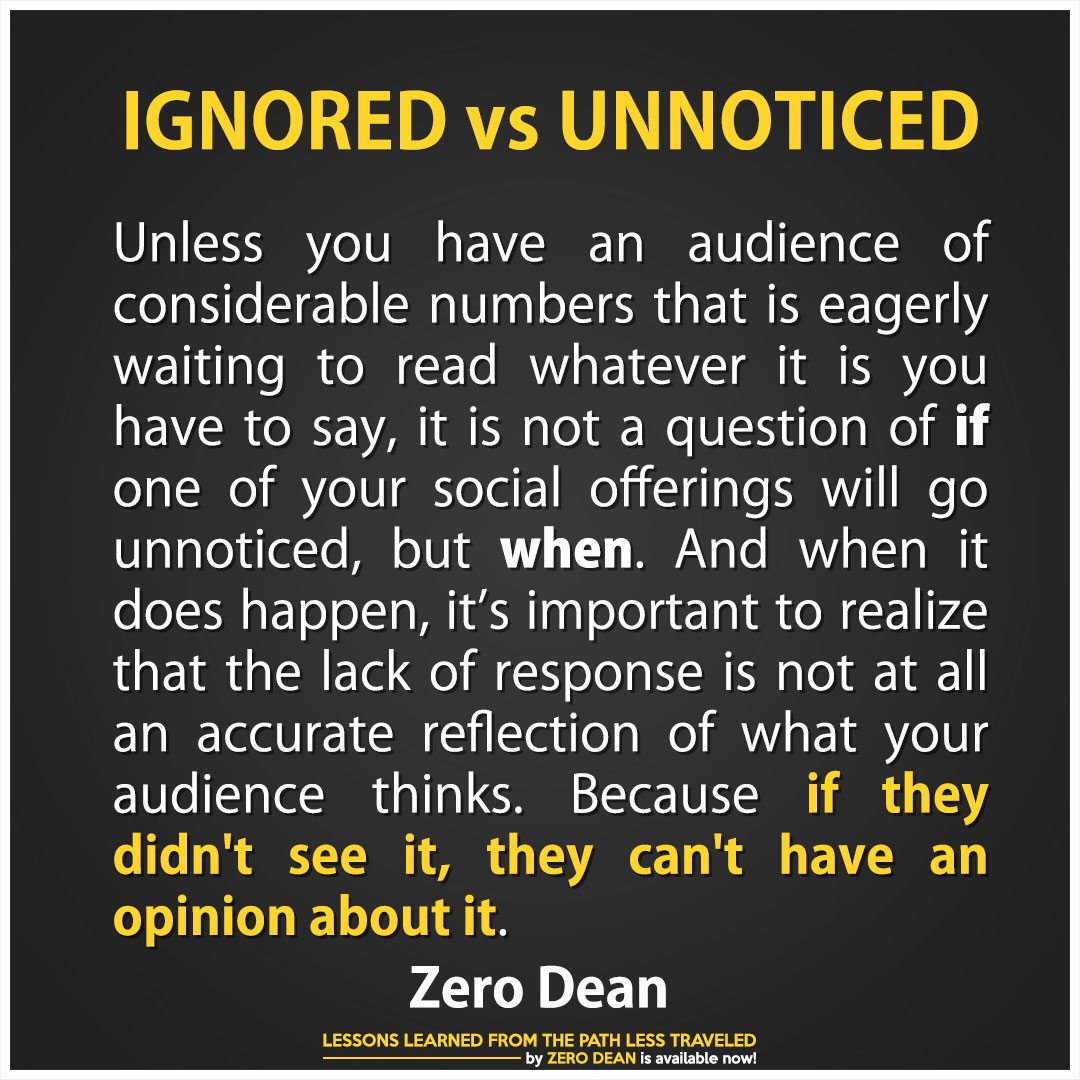 IGNORED vs UNNOTICED
Unless you have an audience of
considerable numbers that is eagerly
waiting to read whatever it is you
have to say, it is not a question of if
one of your social offerings will go
unnoticed, but when. And when it
does happen, it’s important to realize
that the lack of response is not at all
an accurate reflection of what your
audience thinks. Because if they
didn't see it, they can't have an
opinion about it.
Zero Dean
LESSONS LEARNED FROM THE PATH LESS TRAVELED
by ZERO DEAN is available now!